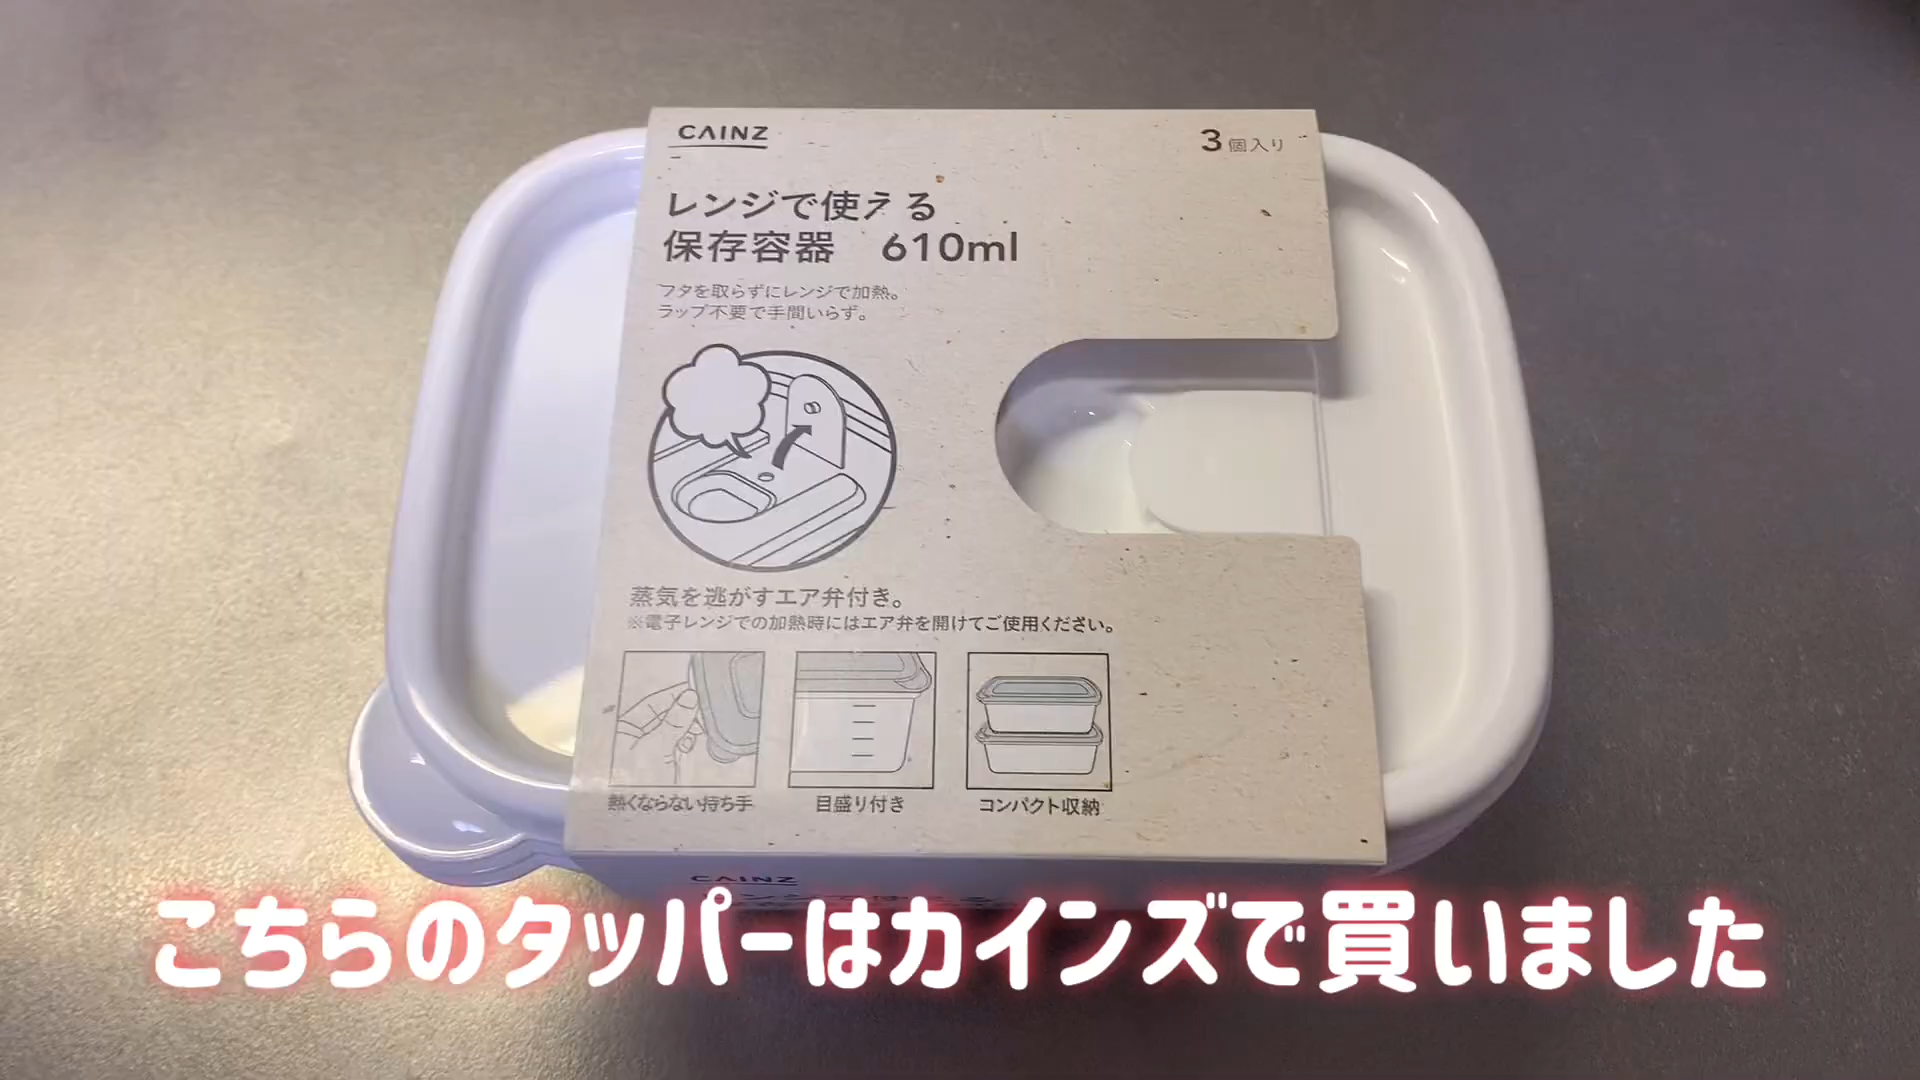 CAINZ
3個入り
レンジで使える
保存容器 610ml
フタを取らずにレンジで加熱。
ラップ不要で手間いらず。
蒸気を逃がすエア弁付き。
※電子レンジでの加熱時にはエア弁を開けてご使用ください。
熱くならない持ち手
目盛り付き
コンパクト収納
CAINZ
こちらのタッパーはカインズで買いました